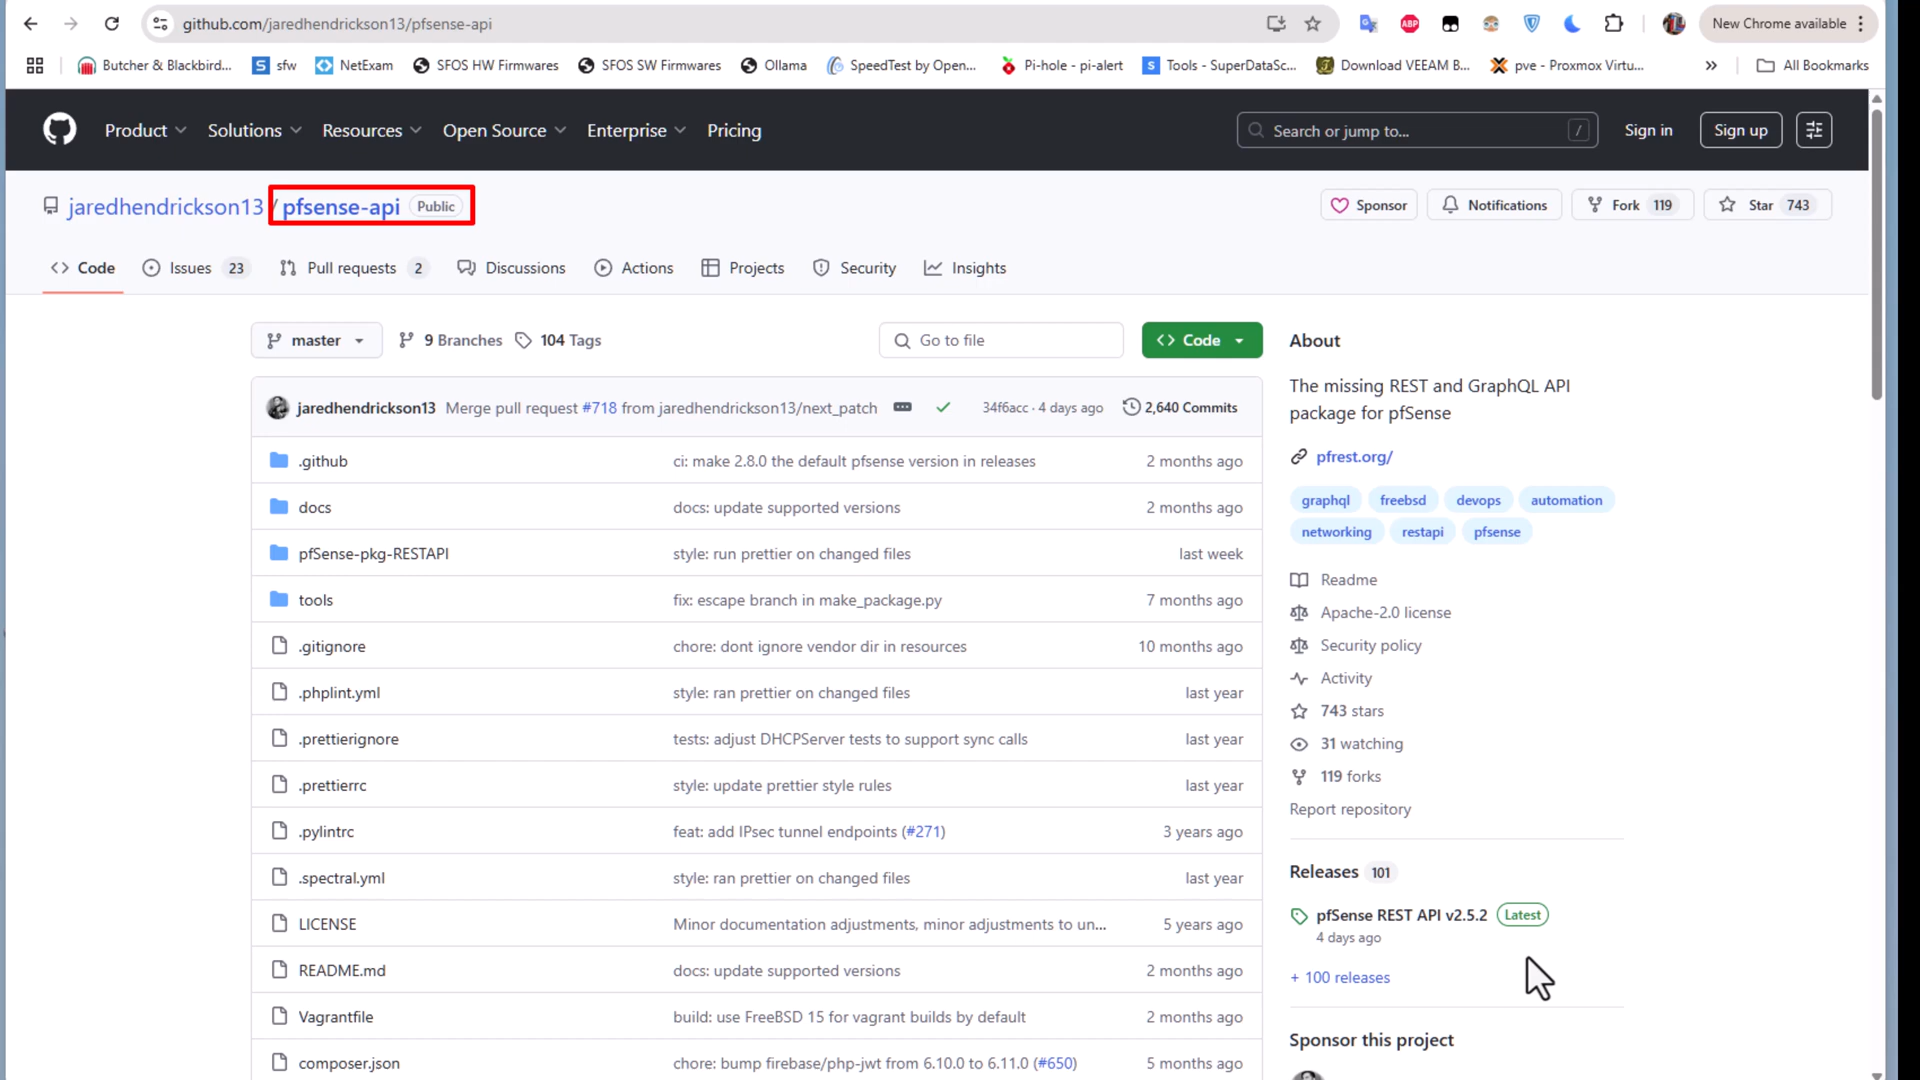 github.com/jaredhendrickson13/pfsense-api
ABP
New Chrome available
Butcher & Blackbird...
sfw
NetExam
SFOS HW Firmwares
SFOS SW Firmwares
Ollama
SpeedTest by Open...
Pi-hole - pi-alert
Tools - SuperDataSc...
Download VEEAM B...
pve - Proxmox Virtu...
All Bookmarks
Product
Solutions
Resources
Open Source
Enterprise
Pricing
Search or jump to...
/
Sign in
Sign up
jaredhendrickson13 / pfsense-api Public
Sponsor
Notifications
Fork 119
Star 743
Code
Issues 23
Pull requests 2
Discussions
Actions
Projects
Security
Insights
master
9 Branches
104 Tags
Go to file
Code
jaredhendrickson13 Merge pull request #718 from jaredhendrickson13/next_patch 34f6acc · 4 days ago 2,640 Commits
.github ci: make 2.8.0 the default pfsense version in releases 2 months ago
docs docs: update supported versions 2 months ago
pfSense-pkg-RESTAPI style: run prettier on changed files last week
tools fix: escape branch in make_package.py 7 months ago
.gitignore chore: dont ignore vendor dir in resources 10 months ago
.phplint.yml style: ran prettier on changed files last year
.prettierignore tests: adjust DHCPServer tests to support sync calls last year
.prettierrc style: update prettier style rules last year
.pylintrc feat: add IPsec tunnel endpoints (#271) 3 years ago
.spectral.yml style: ran prettier on changed files last year
LICENSE Minor documentation adjustments, minor adjustments to un... 5 years ago
README.md docs: update supported versions 2 months ago
Vagrantfile build: use FreeBSD 15 for vagrant builds by default 2 months ago
composer.json chore: bump firebase/php-jwt from 6.10.0 to 6.11.0 (#650) 5 months ago
About
The missing REST and GraphQL API
package for pfSense
pfrest.org/
graphql freebsd devops automation
networking restapi pfsense
Readme
Apache-2.0 license
Security policy
Activity
743 stars
31 watching
119 forks
Report repository
Releases 101
pfSense REST API v2.5.2 Latest
4 days ago
+ 100 releases
Sponsor this project